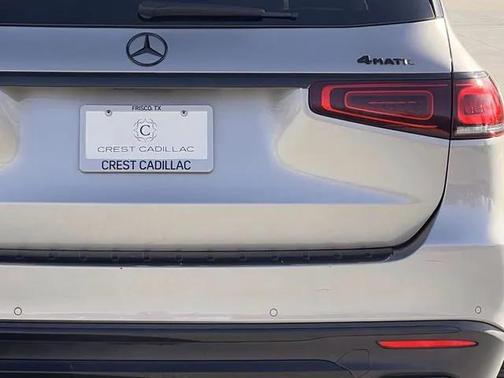 4MATIC
FRISCO, TX
C
CREST CADILLAC
CREST CADILLAC